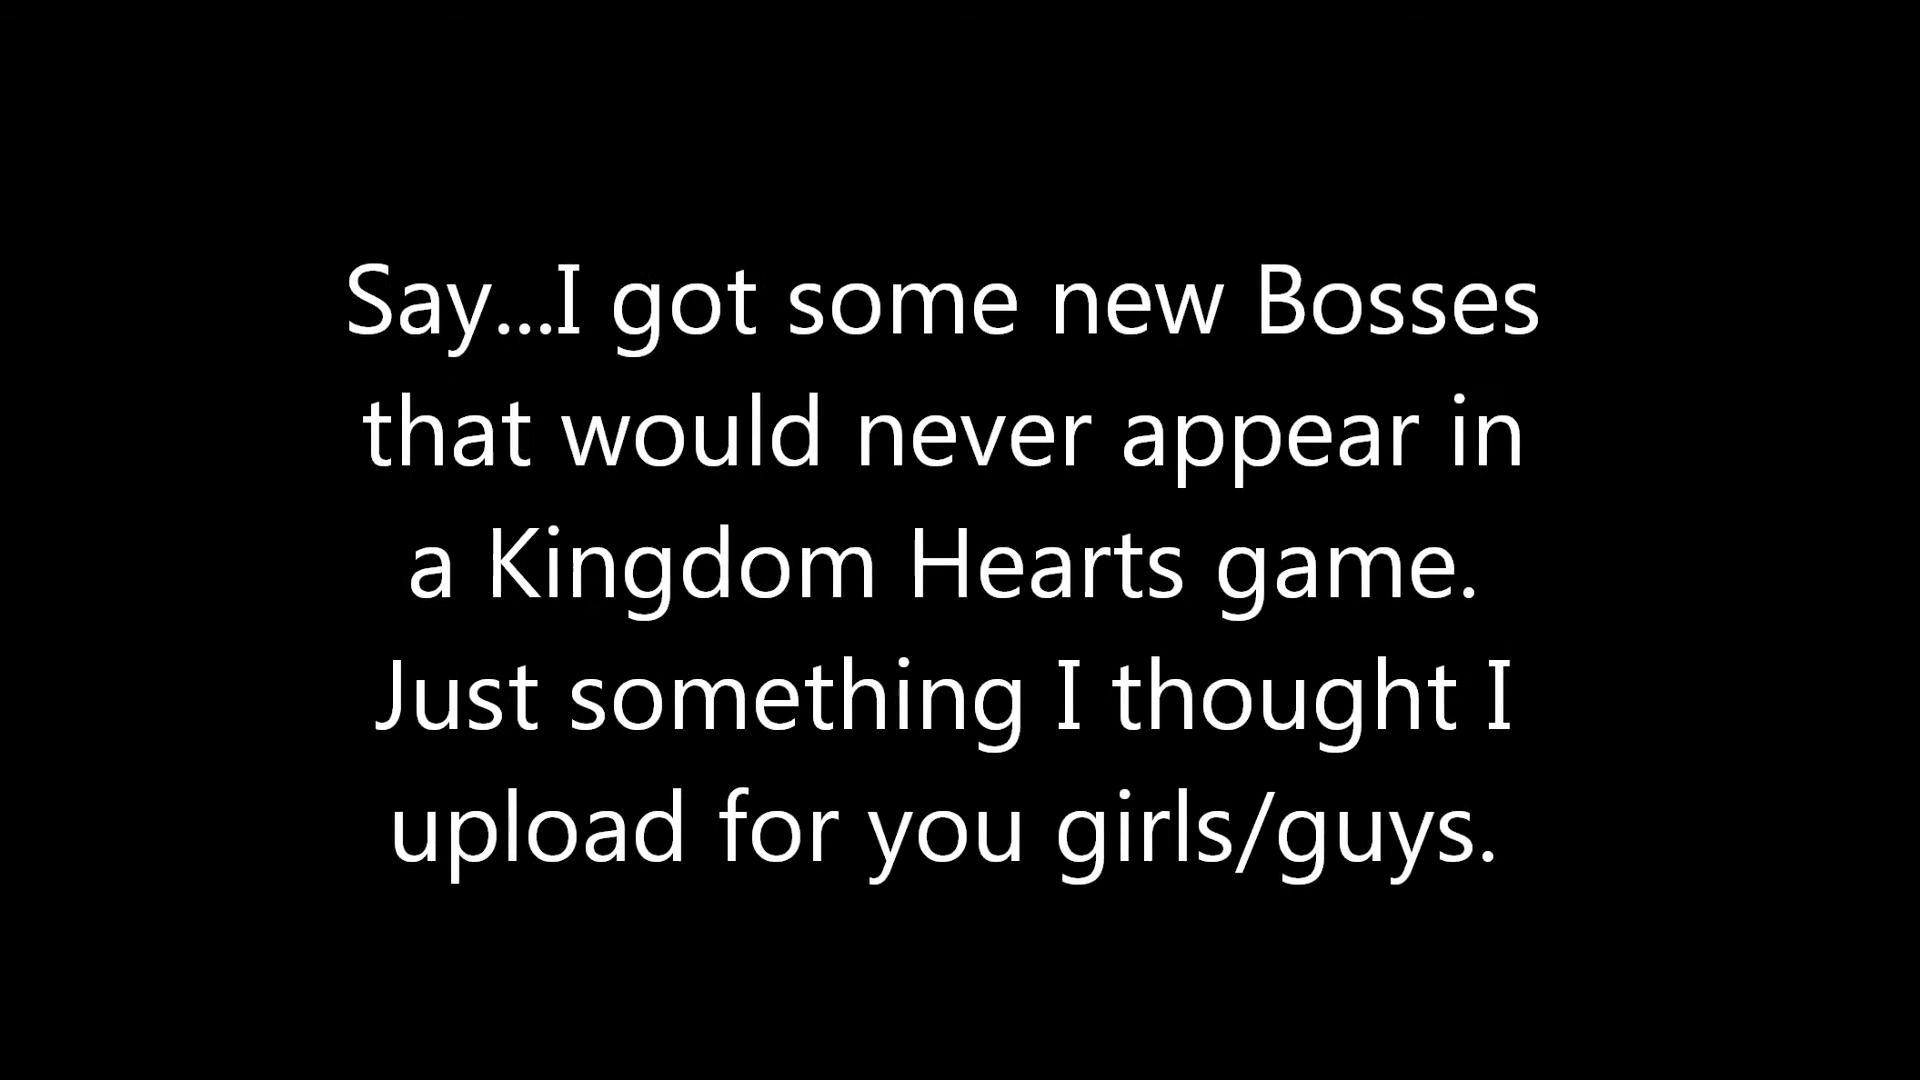 Say...I got some new Bosses
that would never appear in
a Kingdom Hearts game.
Just something I thought I
upload for you girls/guys.